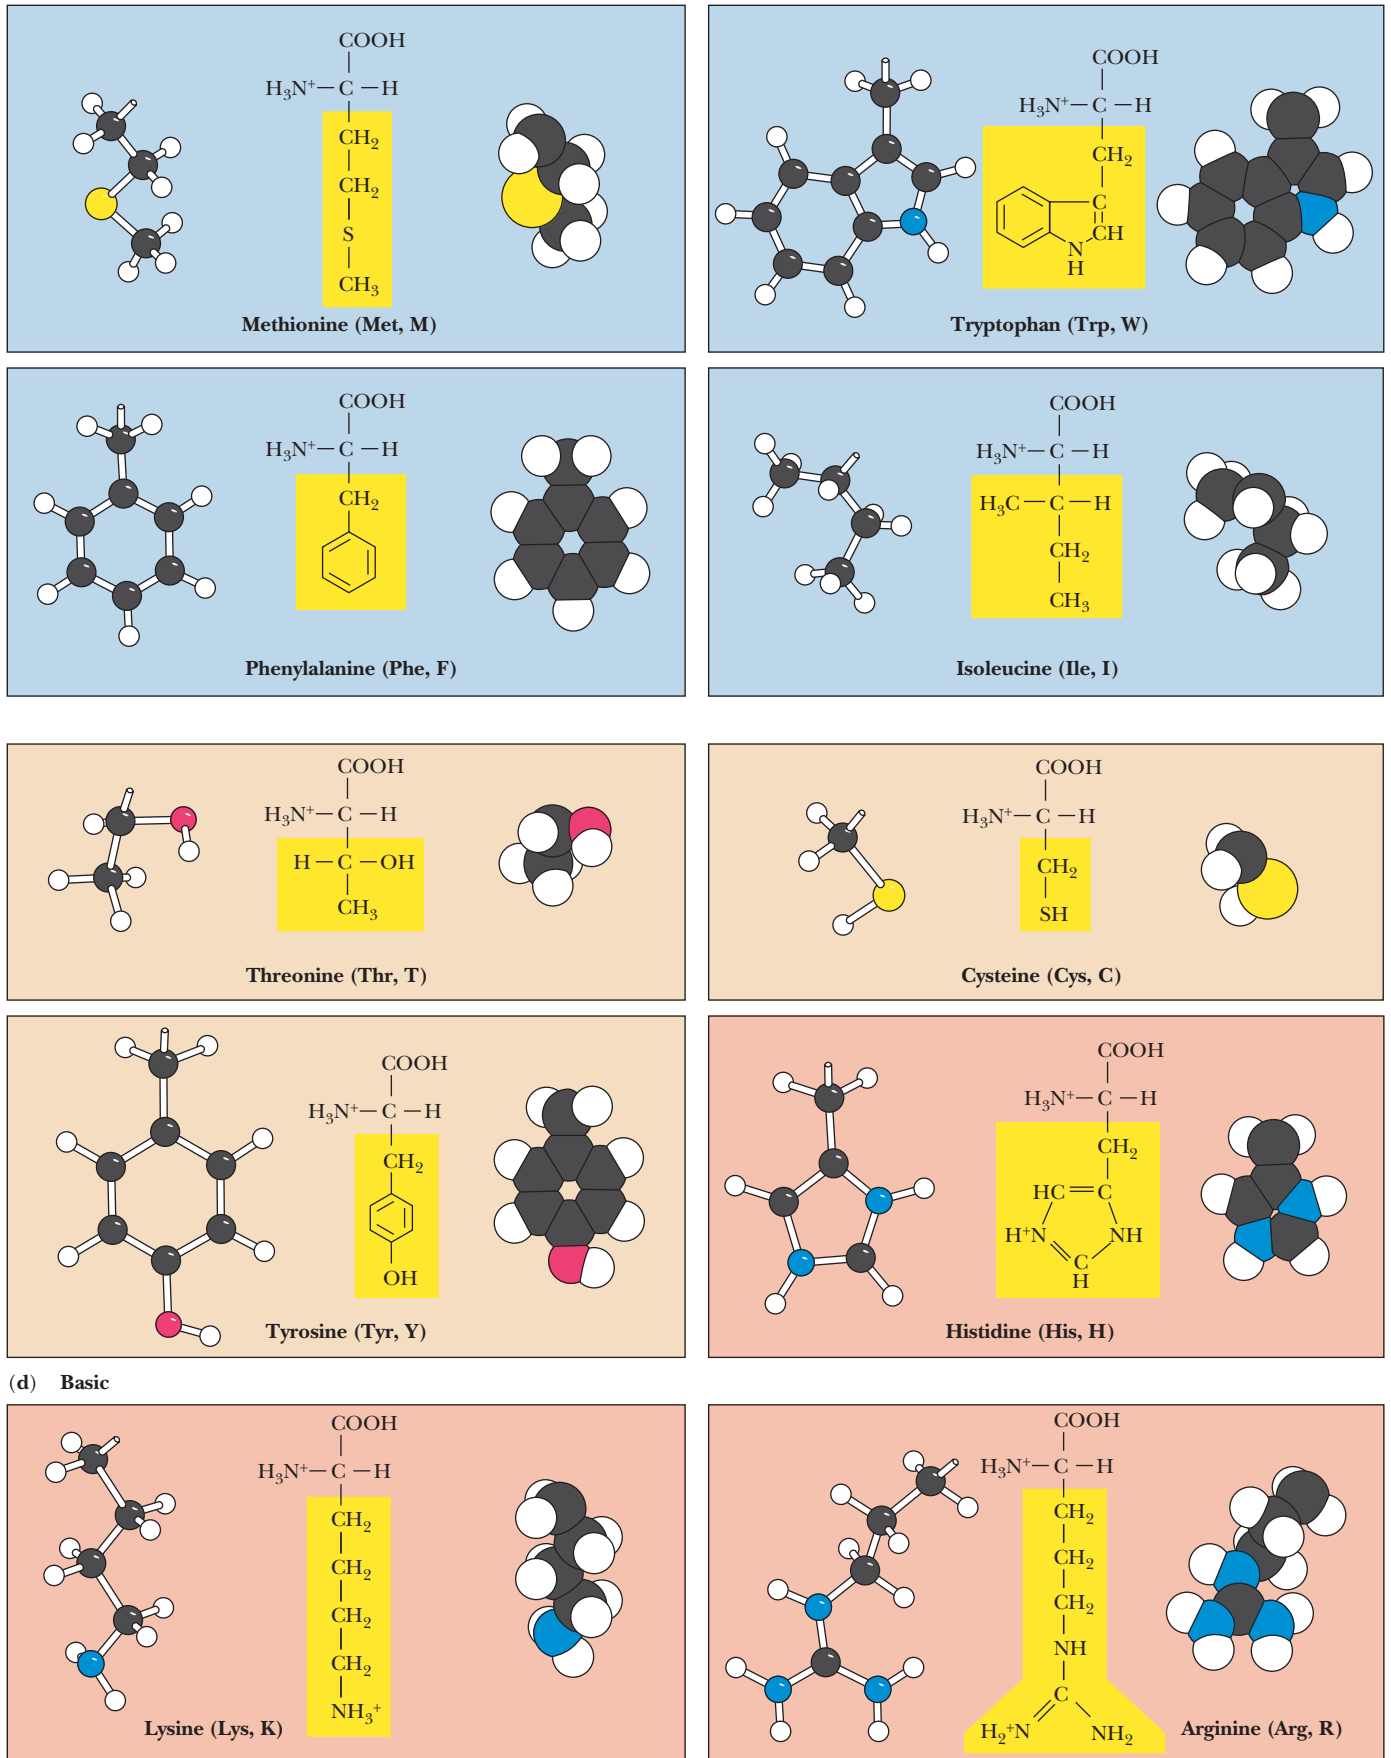 COOH
H₃N⁺—C—H
CH₂
CH₂
S
CH₃
Methionine (Met, M)
COOH
H₃N⁺—C—H
CH₂
C
CH
N
H
Tryptophan (Trp, W)
COOH
H₃N⁺—C—H
CH₂
Phenylalanine (Phe, F)
COOH
H₃N⁺—C—H
H₃C—C—H
CH₂
CH₃
Isoleucine (Ile, I)
COOH
H₃N⁺—C—H
H—C—OH
CH₃
Threonine (Thr, T)
COOH
H₃N⁺—C—H
CH₂
SH
Cysteine (Cys, C)
COOH
H₃N⁺—C—H
CH₂
OH
Tyrosine (Tyr, Y)
COOH
H₃N⁺—C—H
CH₂
HC=C
H⁺N NH
C
H
Histidine (His, H)
(d) Basic
COOH
H₃N⁺—C—H
CH₂
CH₂
CH₂
CH₂
NH₃⁺
Lysine (Lys, K)
COOH
H₃N⁺—C—H
CH₂
CH₂
CH₂
NH
C
H₂⁺N NH₂
Arginine (Arg, R)